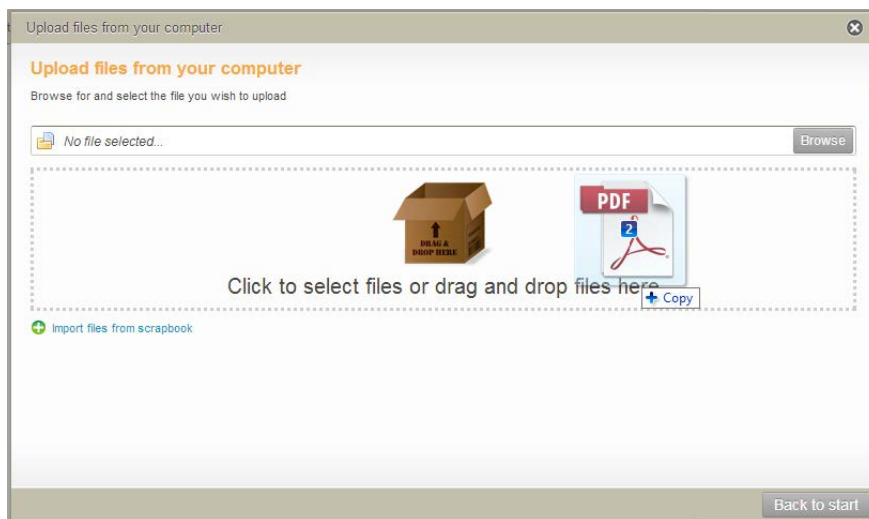 Upload files from your computer
Upload files from your computer
Browse for and select the file you wish to upload
No file selected...
Browse
PDF
2
DRAG &
DROP HERE
Click to select files or drag and drop files here
Copy
Import files from scrapbook
Back to start